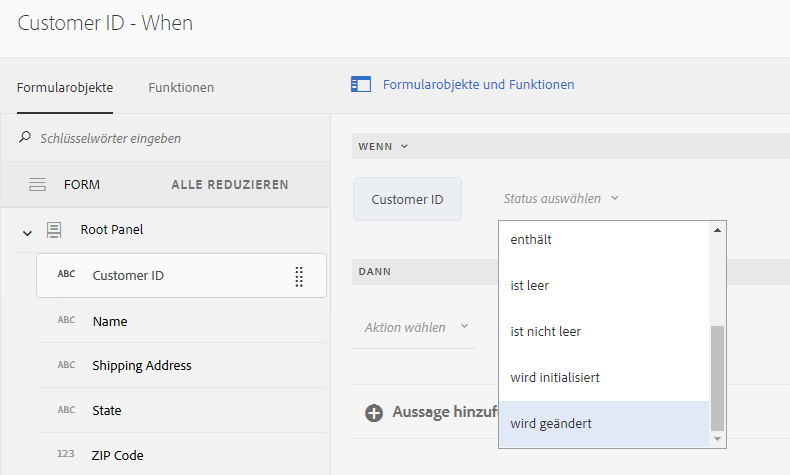 Customer ID - When
Formularobjekte
Funktionen
Formularobjekte und Funktionen
Schlüsselwörter eingeben
FORM
ALLE REDUZIEREN
Root Panel
ABC Customer ID
ABC Name
ABC Shipping Address
ABC State
123 ZIP Code
WENN
Customer ID
Status auswählen
enthält
ist leer
ist nicht leer
wird initialisiert
wird geändert
DANN
Aktion wählen
Aussage hinzuf